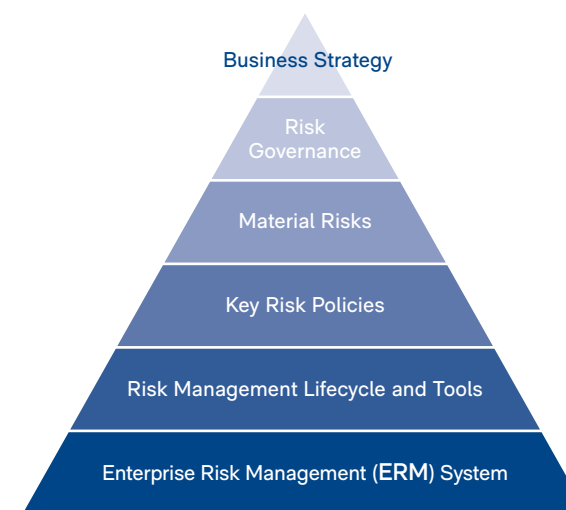 Business Strategy
Risk
Governance
Material Risks
Key Risk Policies
Risk Management Lifecycle and Tools
Enterprise Risk Management (ERM) System